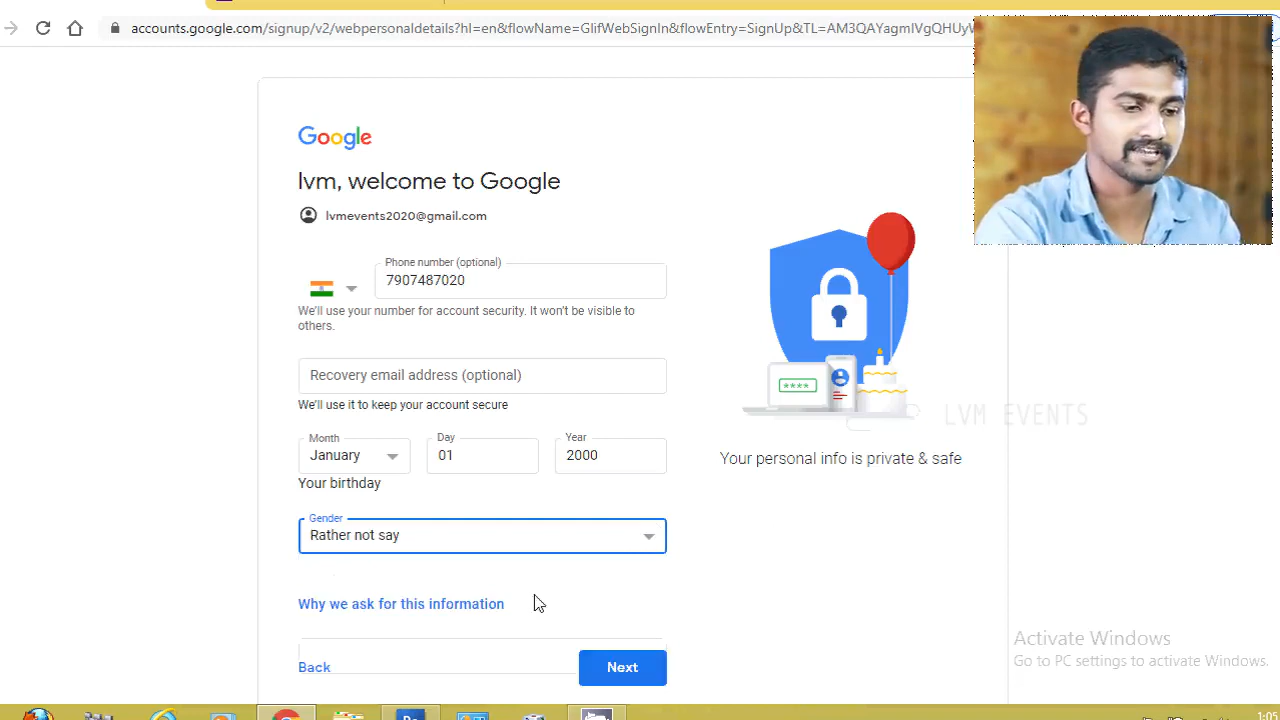 accounts.google.com/signup/v2/webpersonaldetails?hl=en&flowName=GlifWebSignIn&flowEntry=SignUp&TL=AM3QAYagmIVgQHUy
Google
lvm, welcome to Google
lvmevents2020@gmail.com
Phone number (optional)
7907487020
We'll use your number for account security. It won't be visible to
others.
Recovery email address (optional)
We'll use it to keep your account secure
Month
January
Day
01
Year
2000
Your birthday
Gender
Rather not say
Why we ask for this information
Back
Next
****
LVM EVENTS
Your personal info is private & safe
Activate Windows
Go to PC settings to activate Windows.